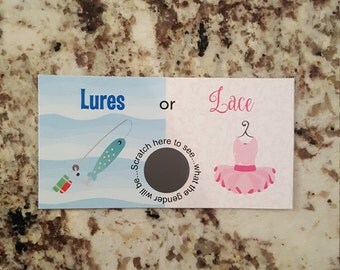 Lures or Lace
Scratch here to see...what the gender will be...